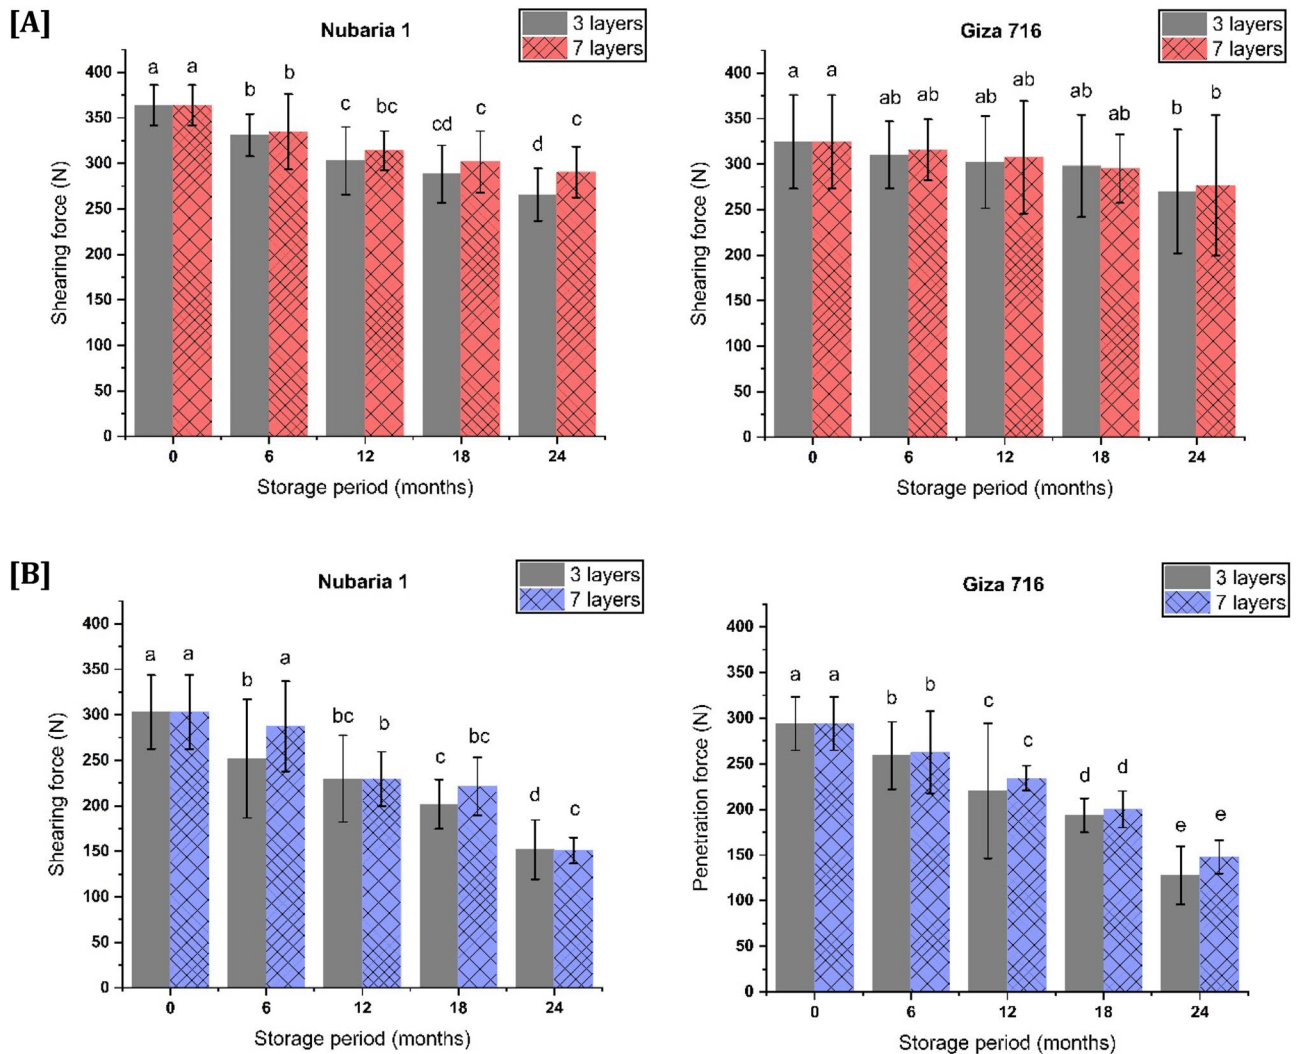 [A]
Nubaria 1
3 layers
7 layers
Shearing force (N)
400
350
300
250
200
150
100
50
0
a a b b c bc cd c d c
0 6 12 18 24
Storage period (months)
Giza 716
3 layers
7 layers
Shearing force (N)
400
350
300
250
200
150
100
50
0
a a ab ab ab ab ab ab b b
0 6 12 18 24
Storage period (months)
[B]
Nubaria 1
3 layers
7 layers
Shearing force (N)
400
350
300
250
200
150
100
50
0
a a b a bc b c bc d c
0 6 12 18 24
Storage period (months)
Giza 716
3 layers
7 layers
Penetration force (N)
400
350
300
250
200
150
100
50
0
a a b b c c d d e e
0 6 12 18 24
Storage period (months)